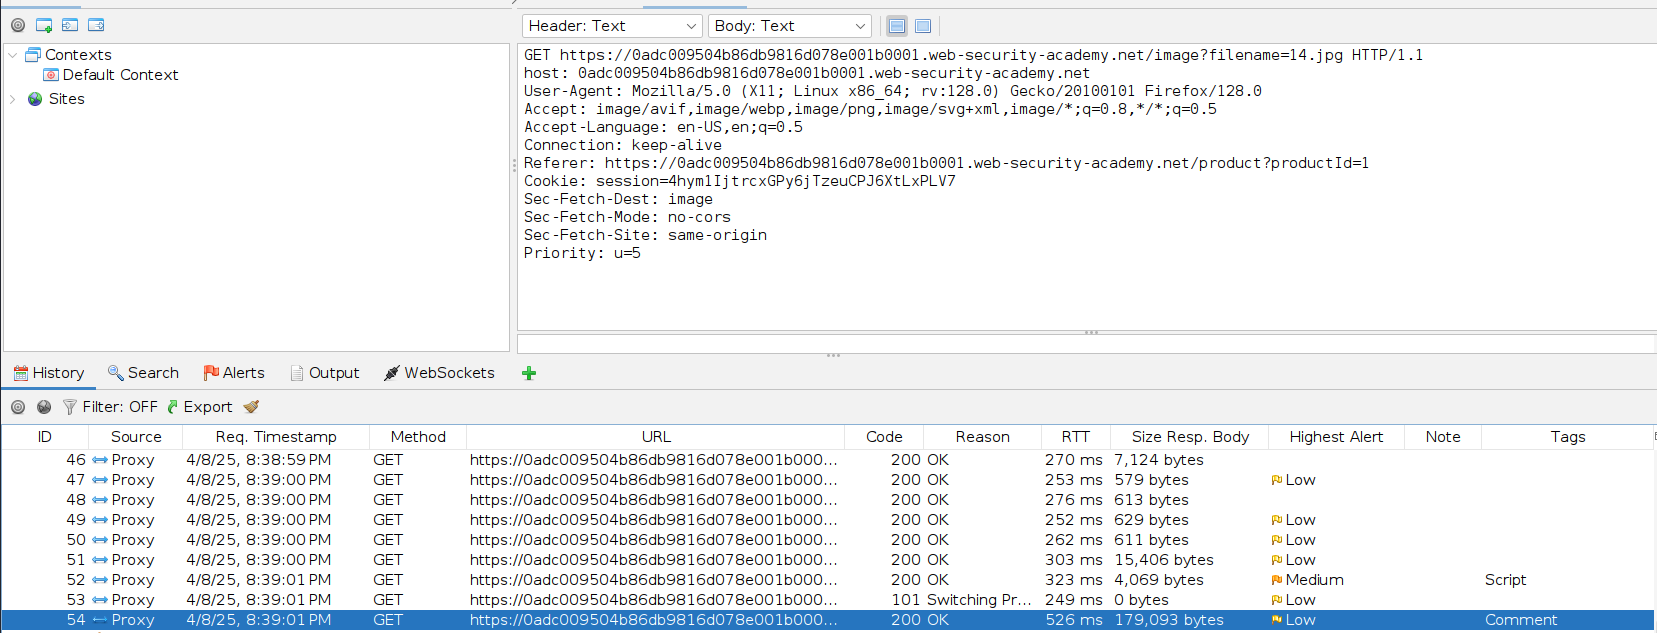 Header: Text
Body: Text
Contexts
Default Context
Sites
GET https://0adc009504b86db9816d078e001b0001.web-security-academy.net/image?filename=14.jpg HTTP/1.1
host: 0adc009504b86db9816d078e001b0001.web-security-academy.net
User-Agent: Mozilla/5.0 (X11; Linux x86_64; rv:128.0) Gecko/20100101 Firefox/128.0
Accept: image/avif,image/webp,image/png,image/svg+xml,image/*;q=0.8,*/*;q=0.5
Accept-Language: en-US,en;q=0.5
Connection: keep-alive
Referer: https://0adc009504b86db9816d078e001b0001.web-security-academy.net/product?productId=1
Cookie: session=4hym1IjtrcxGPy6jTzeuCPJ6XtLxPLV7
Sec-Fetch-Dest: image
Sec-Fetch-Mode: no-cors
Sec-Fetch-Site: same-origin
Priority: u=5
History Search Alerts Output WebSockets
Filter: OFF Export
ID Source Req. Timestamp Method URL Code Reason RTT Size Resp. Body Highest Alert Note Tags
46 Proxy 4/8/25, 8:38:59 PM GET https://0adc009504b86db9816d078e001b000... 200 OK 270 ms 7,124 bytes
47 Proxy 4/8/25, 8:39:00 PM GET https://0adc009504b86db9816d078e001b000... 200 OK 253 ms 579 bytes Low
48 Proxy 4/8/25, 8:39:00 PM GET https://0adc009504b86db9816d078e001b000... 200 OK 276 ms 613 bytes
49 Proxy 4/8/25, 8:39:00 PM GET https://0adc009504b86db9816d078e001b000... 200 OK 252 ms 629 bytes Low
50 Proxy 4/8/25, 8:39:00 PM GET https://0adc009504b86db9816d078e001b000... 200 OK 262 ms 611 bytes Low
51 Proxy 4/8/25, 8:39:00 PM GET https://0adc009504b86db9816d078e001b000... 200 OK 303 ms 15,406 bytes Low
52 Proxy 4/8/25, 8:39:01 PM GET https://0adc009504b86db9816d078e001b000... 200 OK 323 ms 4,069 bytes Medium Script
53 Proxy 4/8/25, 8:39:01 PM GET https://0adc009504b86db9816d078e001b000... 101 Switching Pr... 249 ms 0 bytes Low
54 Proxy 4/8/25, 8:39:01 PM GET https://0adc009504b86db9816d078e001b000... 200 OK 526 ms 179,093 bytes Low Comment